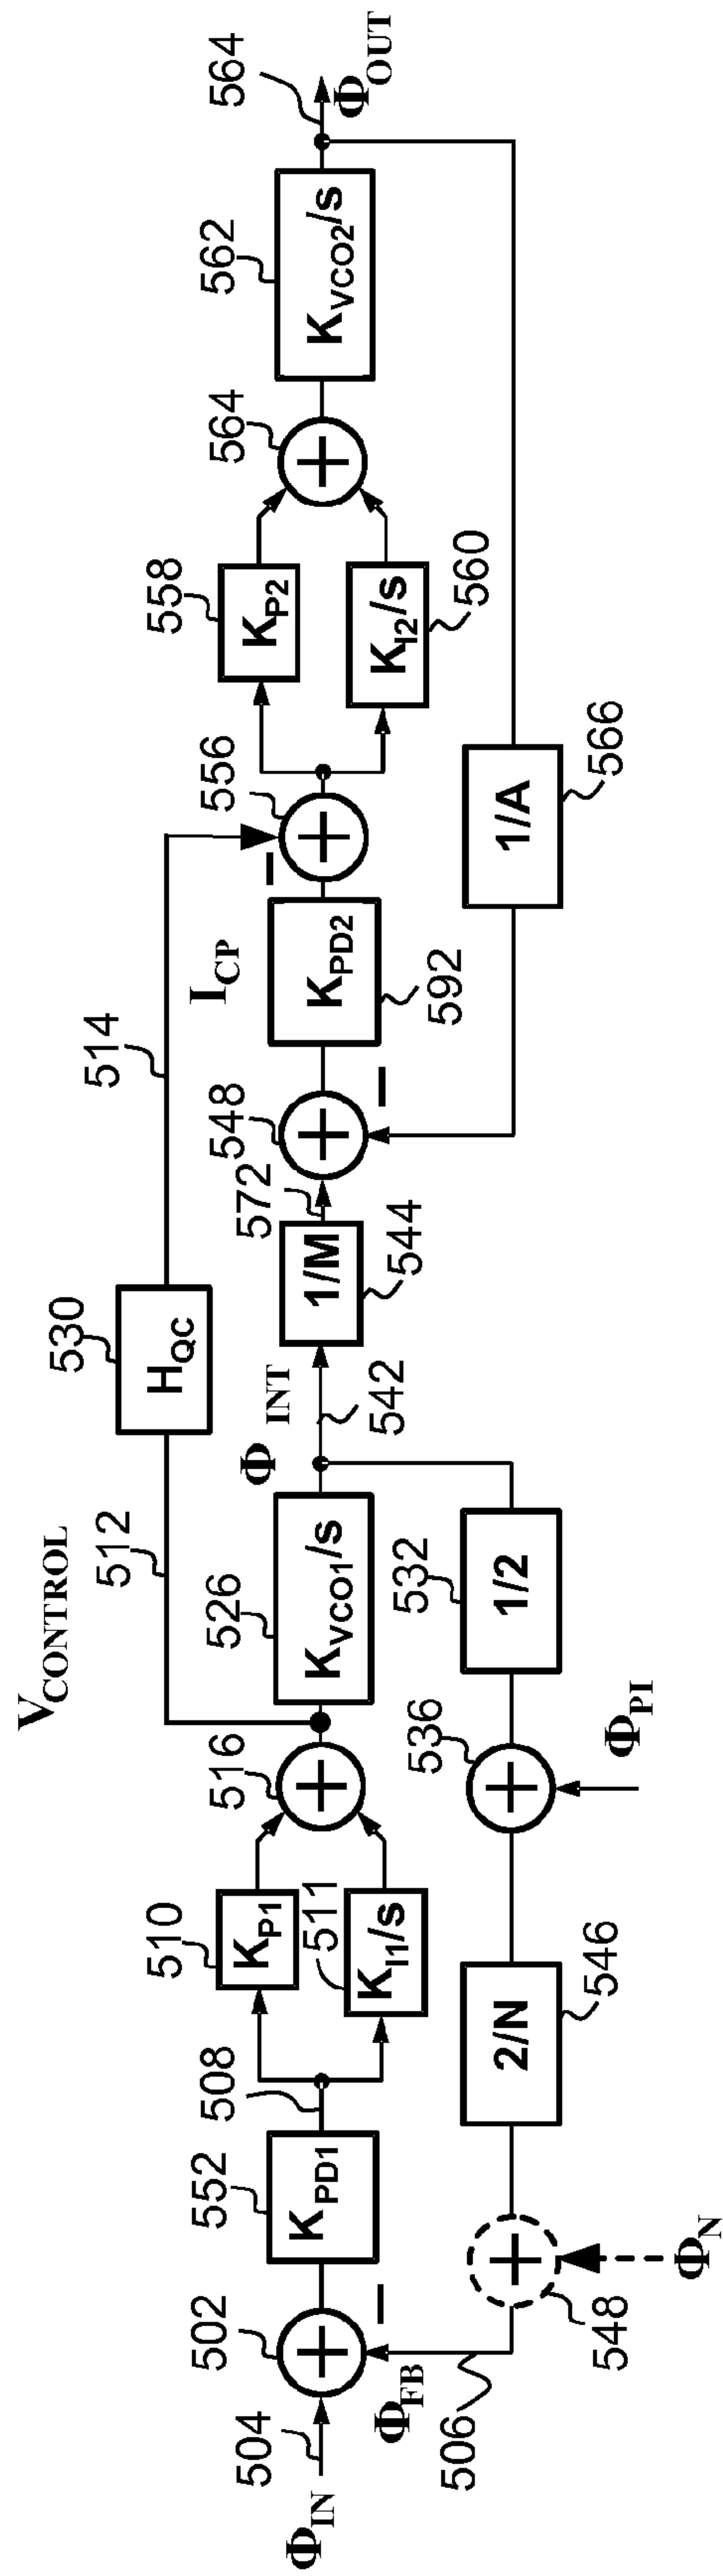 Φ_IN
504
502
Φ_FB
506
552
K_PD1
508
510
K_P1
511
K_I1/s
516
V_CONTROL
512
526
K_VCO1/s
Φ_INT
542
532
1/2
536
Φ_PI
546
2/N
548
Φ_N
530
H_QC
514
544
1/M
572
548
592
K_PD2
I_CP
556
558
K_P2
560
K_I2/s
564
562
K_VCO2/s
564
Φ_OUT
566
1/A
+
+
+
+
+
+
+
−
−
−